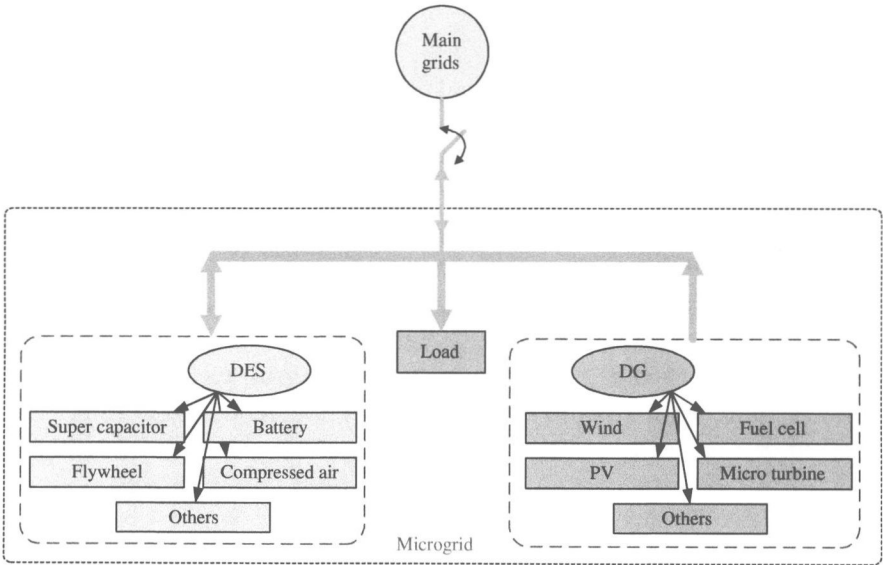 Main
grids
Load
DES
Super capacitor
Battery
Flywheel
Compressed air
Others
DG
Wind
Fuel cell
PV
Micro turbine
Others
Microgrid